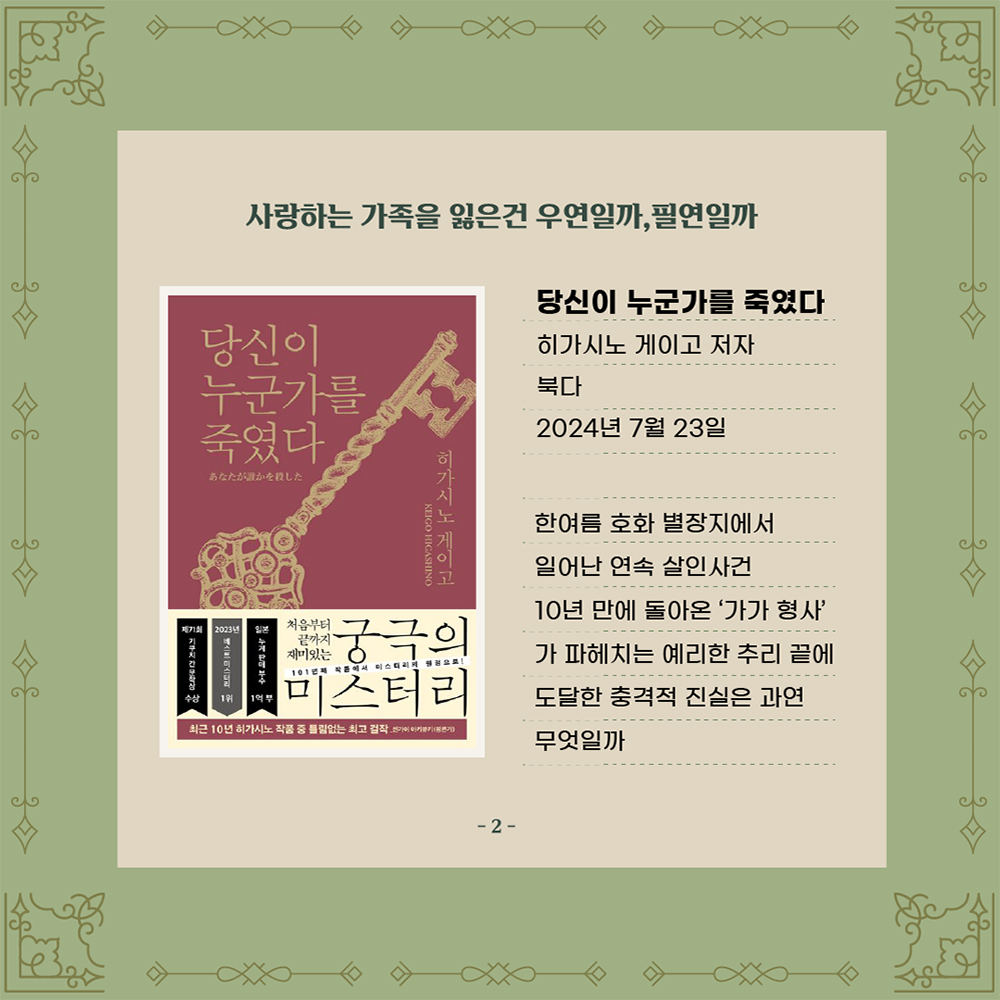 사랑하는 가족을 잃은건 우연일까,필연일까
당신이
누군가를
죽였다
あなたが誰かを殺した
히가시노 게이고
KEIGO HIGASHINO
제71회
기쿠치 간 문학상
수상
2023년
베스트 미스터리
1위
일본
누계 판매 부수
1억 부
처음부터
끝까지
재미있는
궁극의
101번째 작품에서 미스터리의 원점으로!
미스터리
최근 10년 히가시노 작품 중 틀림없는 최고 걸작
당신이 누군가를 죽였다
히가시노 게이고 저자
북다
2024년 7월 23일
한여름 호화 별장지에서
일어난 연속 살인사건
10년 만에 돌아온 ‘가가 형사’
가 파헤치는 예리한 추리 끝에
도달한 충격적 진실은 과연
무엇일까
- 2 -